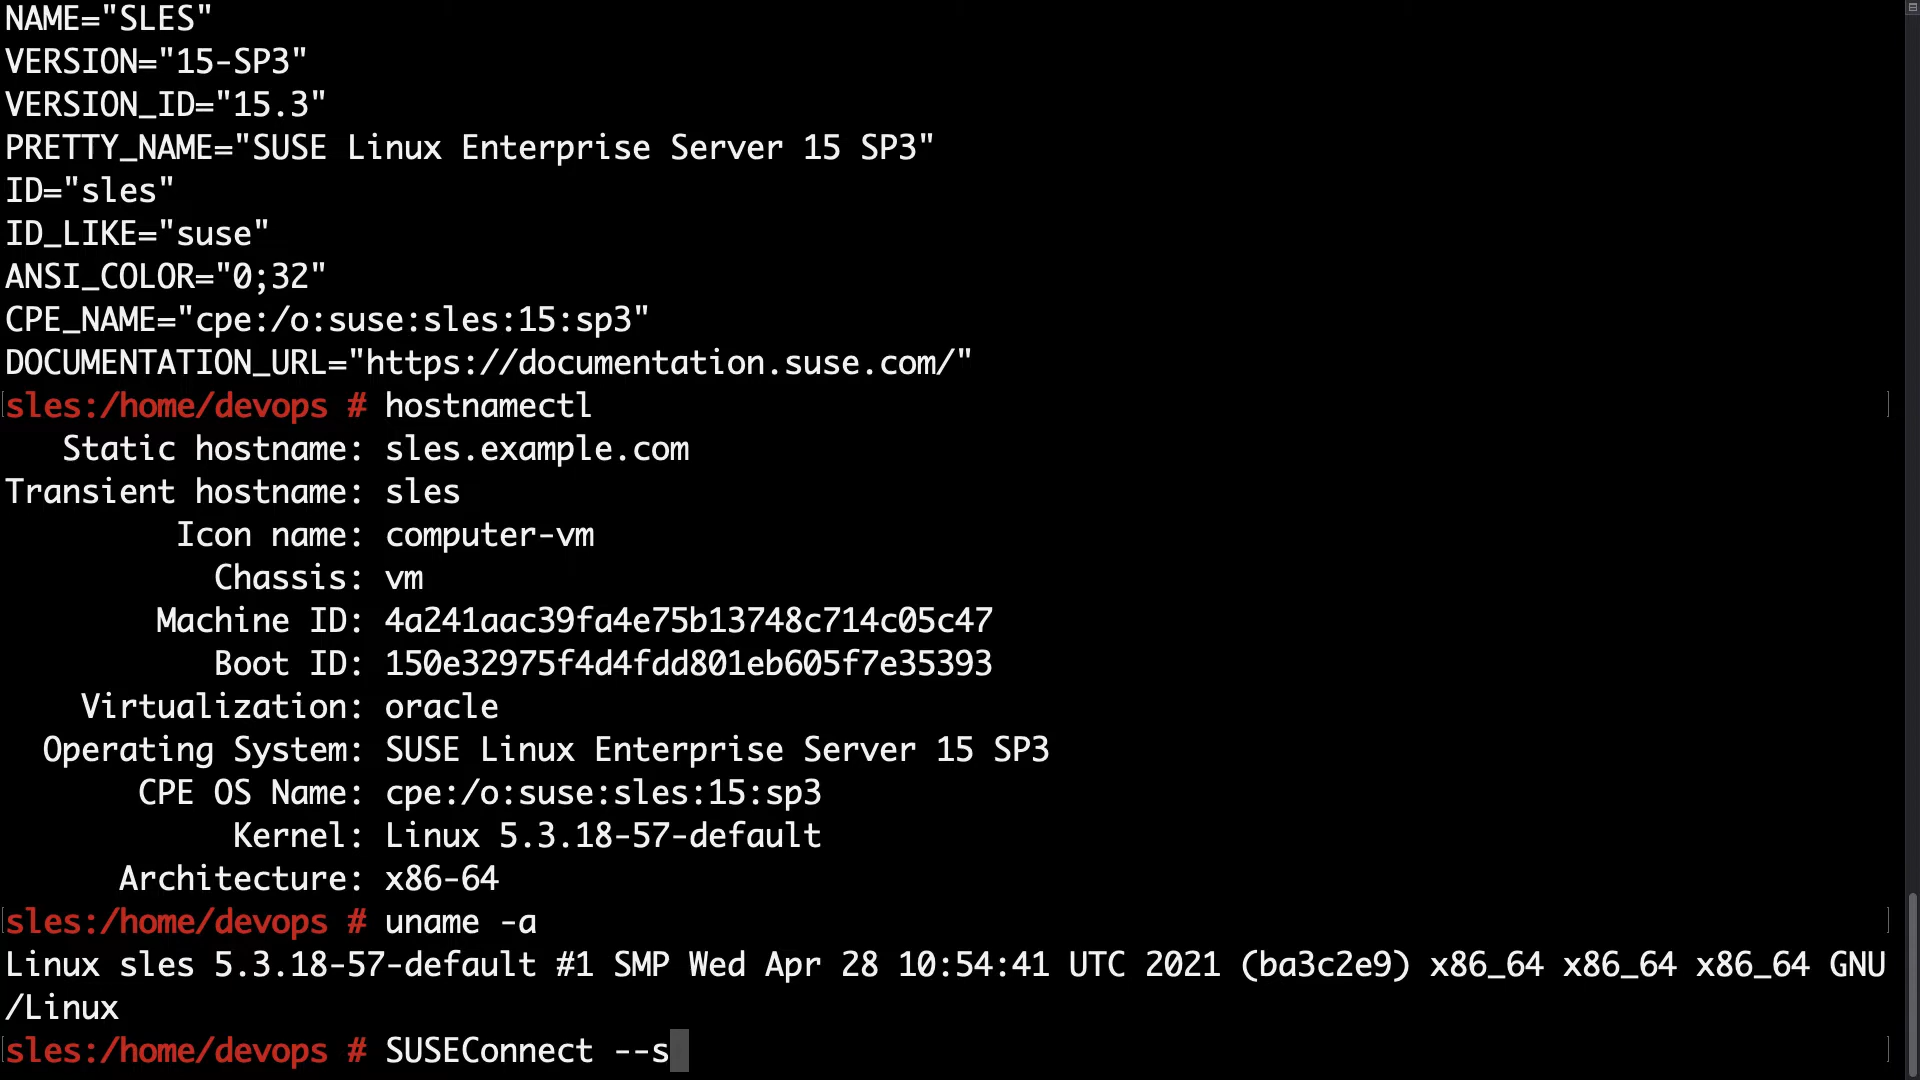 NAME="SLES"
VERSION="15-SP3"
VERSION_ID="15.3"
PRETTY_NAME="SUSE Linux Enterprise Server 15 SP3"
ID="sles"
ID_LIKE="suse"
ANSI_COLOR="0;32"
CPE_NAME="cpe:/o:suse:sles:15:sp3"
DOCUMENTATION_URL="https://documentation.suse.com/"
sles:/home/devops # hostnamectl
Static hostname: sles.example.com
Transient hostname: sles
Icon name: computer-vm
Chassis: vm
Machine ID: 4a241aac39fa4e75b13748c714c05c47
Boot ID: 150e32975f4d4fdd801eb605f7e35393
Virtualization: oracle
Operating System: SUSE Linux Enterprise Server 15 SP3
CPE OS Name: cpe:/o:suse:sles:15:sp3
Kernel: Linux 5.3.18-57-default
Architecture: x86-64
sles:/home/devops # uname -a
Linux sles 5.3.18-57-default #1 SMP Wed Apr 28 10:54:41 UTC 2021 (ba3c2e9) x86_64 x86_64 x86_64 GNU
/Linux
sles:/home/devops # SUSEConnect --s